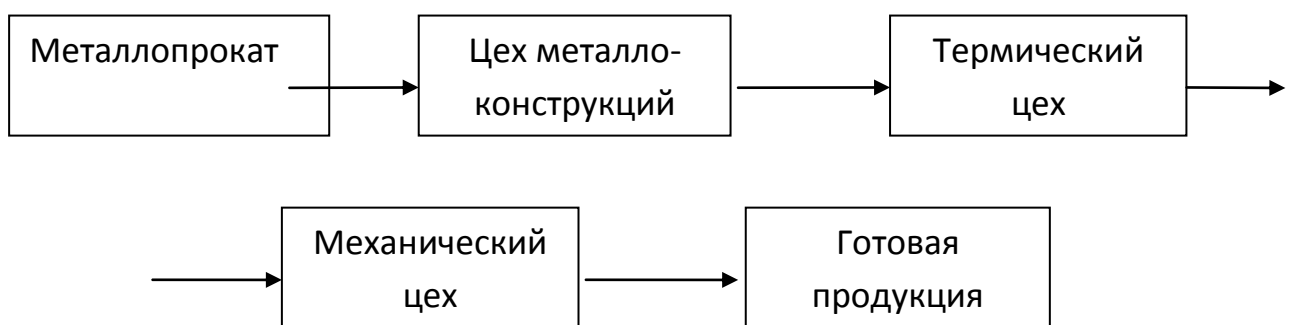 Металлопрокат
Цех металло-
конструкций
Термический
цех
Механический
цех
Готовая
продукция